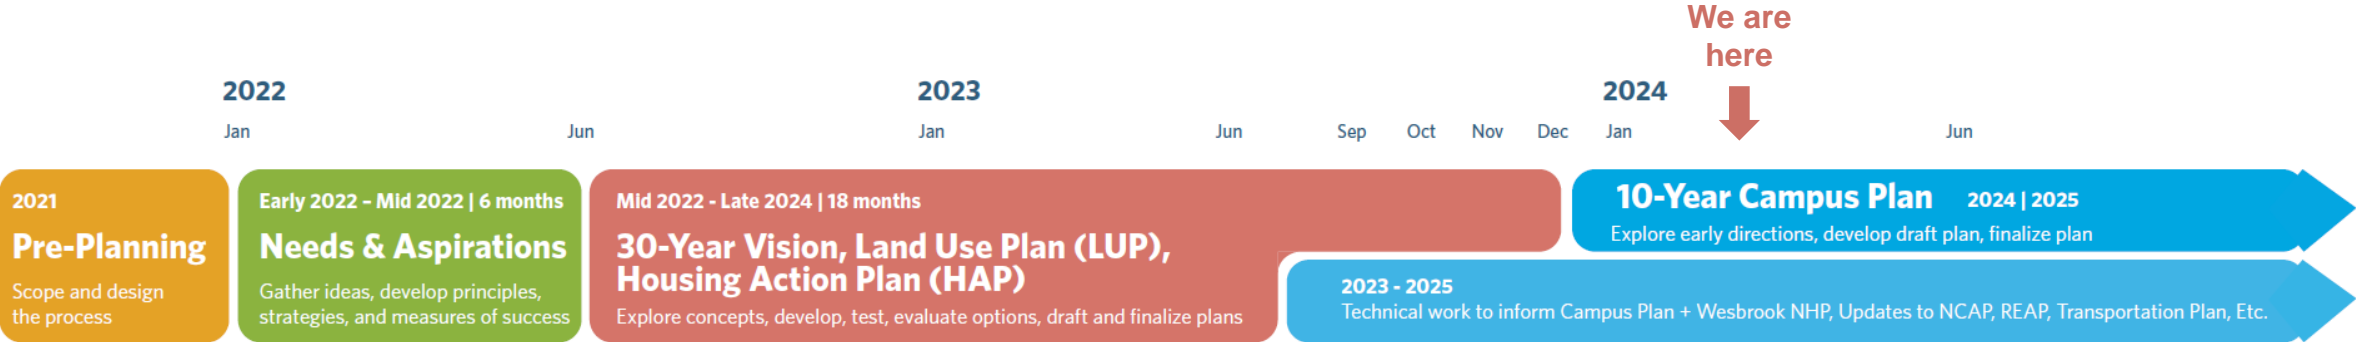 We are
here
2022
2023
2024
Jan
Jun
Jan
Jun
Sep
Oct
Nov
Dec
Jan
Jun
2021
Pre-Planning
Scope and design
the process
Early 2022 – Mid 2022 | 6 months
Needs & Aspirations
Gather ideas, develop principles,
strategies, and measures of success
Mid 2022 - Late 2024 | 18 months
30-Year Vision, Land Use Plan (LUP),
Housing Action Plan (HAP)
Explore concepts, develop, test, evaluate options, draft and finalize plans
10-Year Campus Plan 2024 | 2025
Explore early directions, develop draft plan, finalize plan
2023 - 2025
Technical work to inform Campus Plan + Wesbrook NHP, Updates to NCAP, REAP, Transportation Plan, Etc.